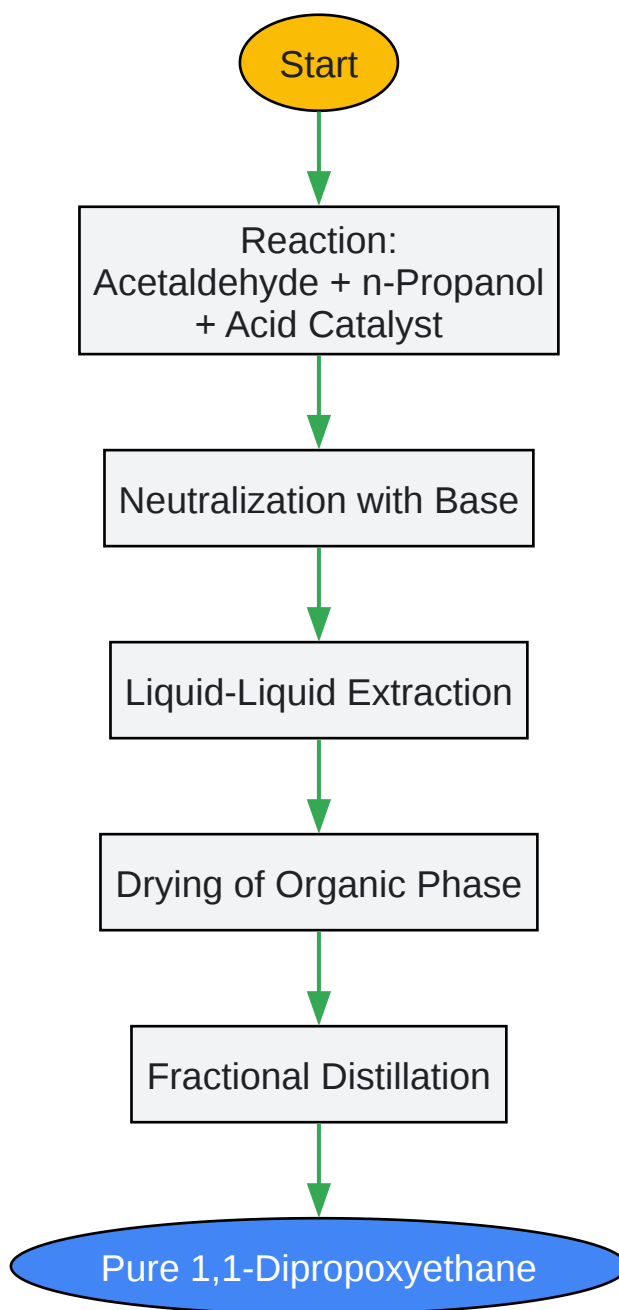 Start
Reaction:
Acetaldehyde + n-Propanol
+ Acid Catalyst
Neutralization with Base
Liquid-Liquid Extraction
Drying of Organic Phase
Fractional Distillation
Pure 1,1-Dipropoxyethane